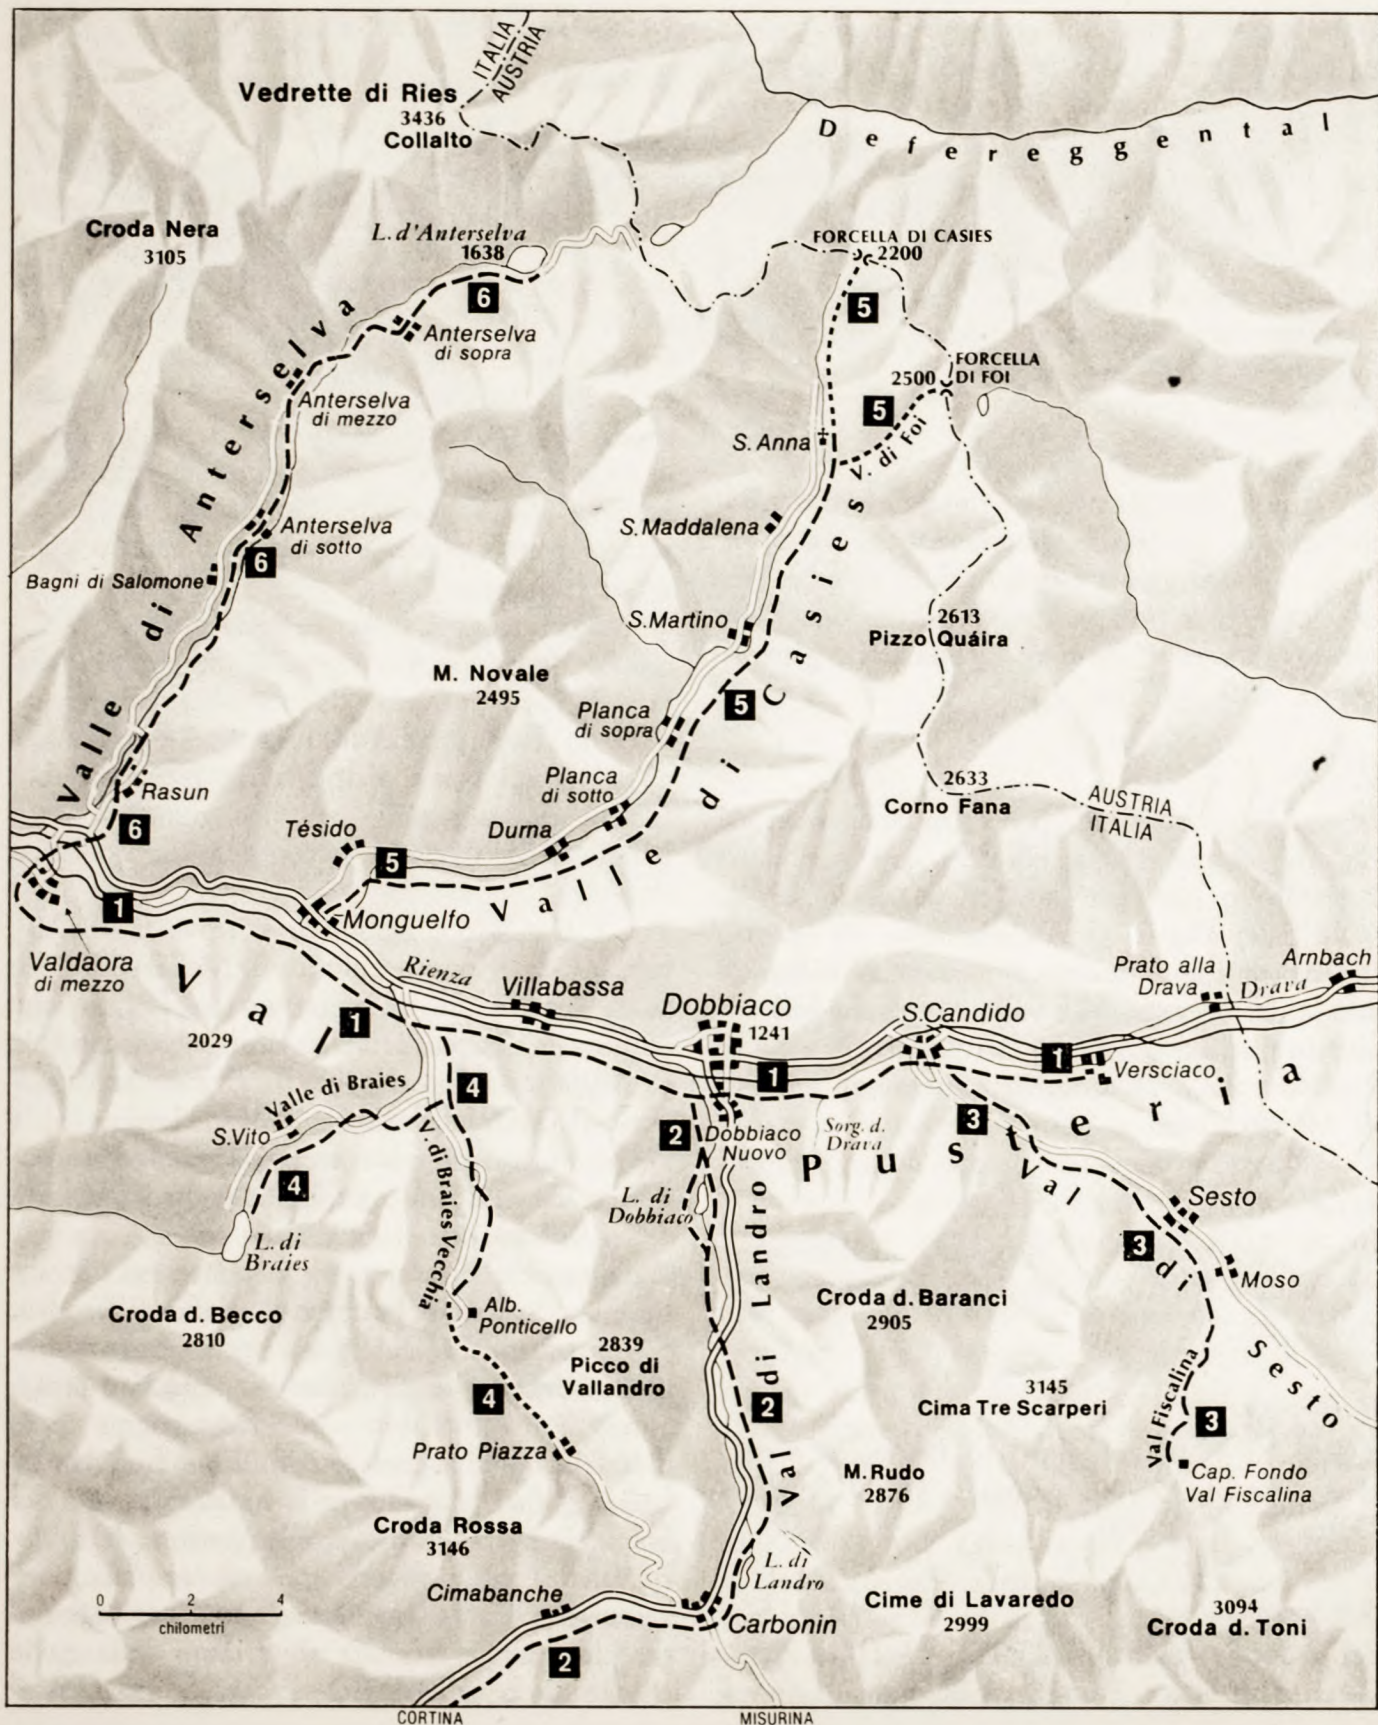 ITALIA
AUSTRIA
Vedrette di Ries
3436
Collalto
Defereggental
Croda Nera
3105
L. d'Anterselva
1638
FORCELLA DI CASIES
2200
6
5
Anterselva
di sopra
FORCELLA
DI FOI
2500
5
Anterselva
di mezzo
Valle di Anterselva
S. Anna
V. di Foi
Anterselva
di sotto
6
S. Maddalena
Bagni di Salomone
S. Martino
2613
Pizzo Quáira
M. Novale
2495
5
Valle di Casies
Planca
di sopra
Planca
di sotto
2633
Corno Fana
AUSTRIA
ITALIA
Rasun
6
Tésido
Durna
5
1
Monguelfo
Valdaora
di mezzo
Rienza
Villabassa
Prato alla
Drava
Drava
Arnbach
Dobbiaco
1241
S. Candido
Val Pusteria
2029
1
1
1
Versciaco
Valle di Braies
4
S. Vito
2
Dobbiaco
Nuovo
Sorg. d.
Drava
3
4
V. di Braies Vecchia
L. di
Dobbiaco
Sesto
Val di Sesto
L. di
Braies
3
Moso
Val di Landro
Croda d. Becco
2810
Alb.
Ponticello
Croda d. Baranci
2905
2839
Picco di
Vallandro
4
2
3145
Cima Tre Scarperi
Val Fiscalina
3
Prato Piazza
M. Rudo
2876
Cap. Fondo
Val Fiscalina
Croda Rossa
3146
L. di
Landro
Cimabanche
0 2 4
chilometri
Carbonin
Cime di Lavaredo
2999
3094
Croda d. Toni
2
CORTINA
MISURINA